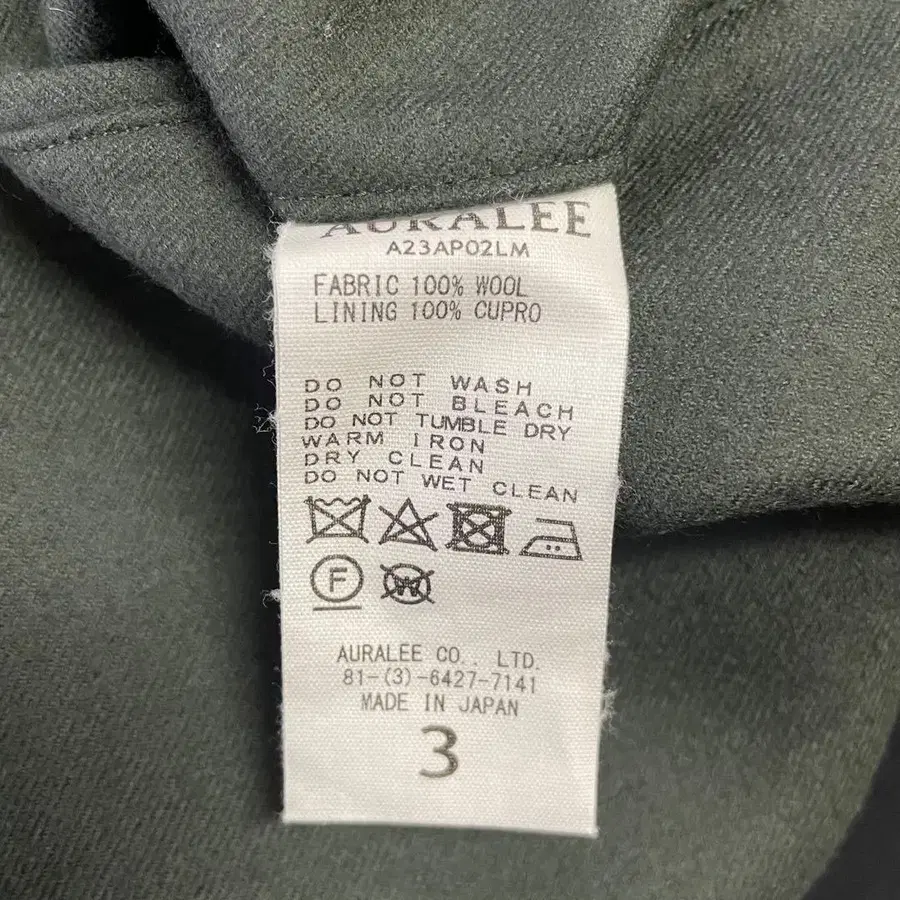 AURALEE
A23AP02LM
FABRIC 100% WOOL
LINING 100% CUPRO
DO NOT WASH
DO NOT BLEACH
DO NOT TUMBLE DRY
WARM IRON
DRY CLEAN
DO NOT WET CLEAN
F W
AURALEE CO., LTD.
81-(3)-6427-7141
MADE IN JAPAN
3